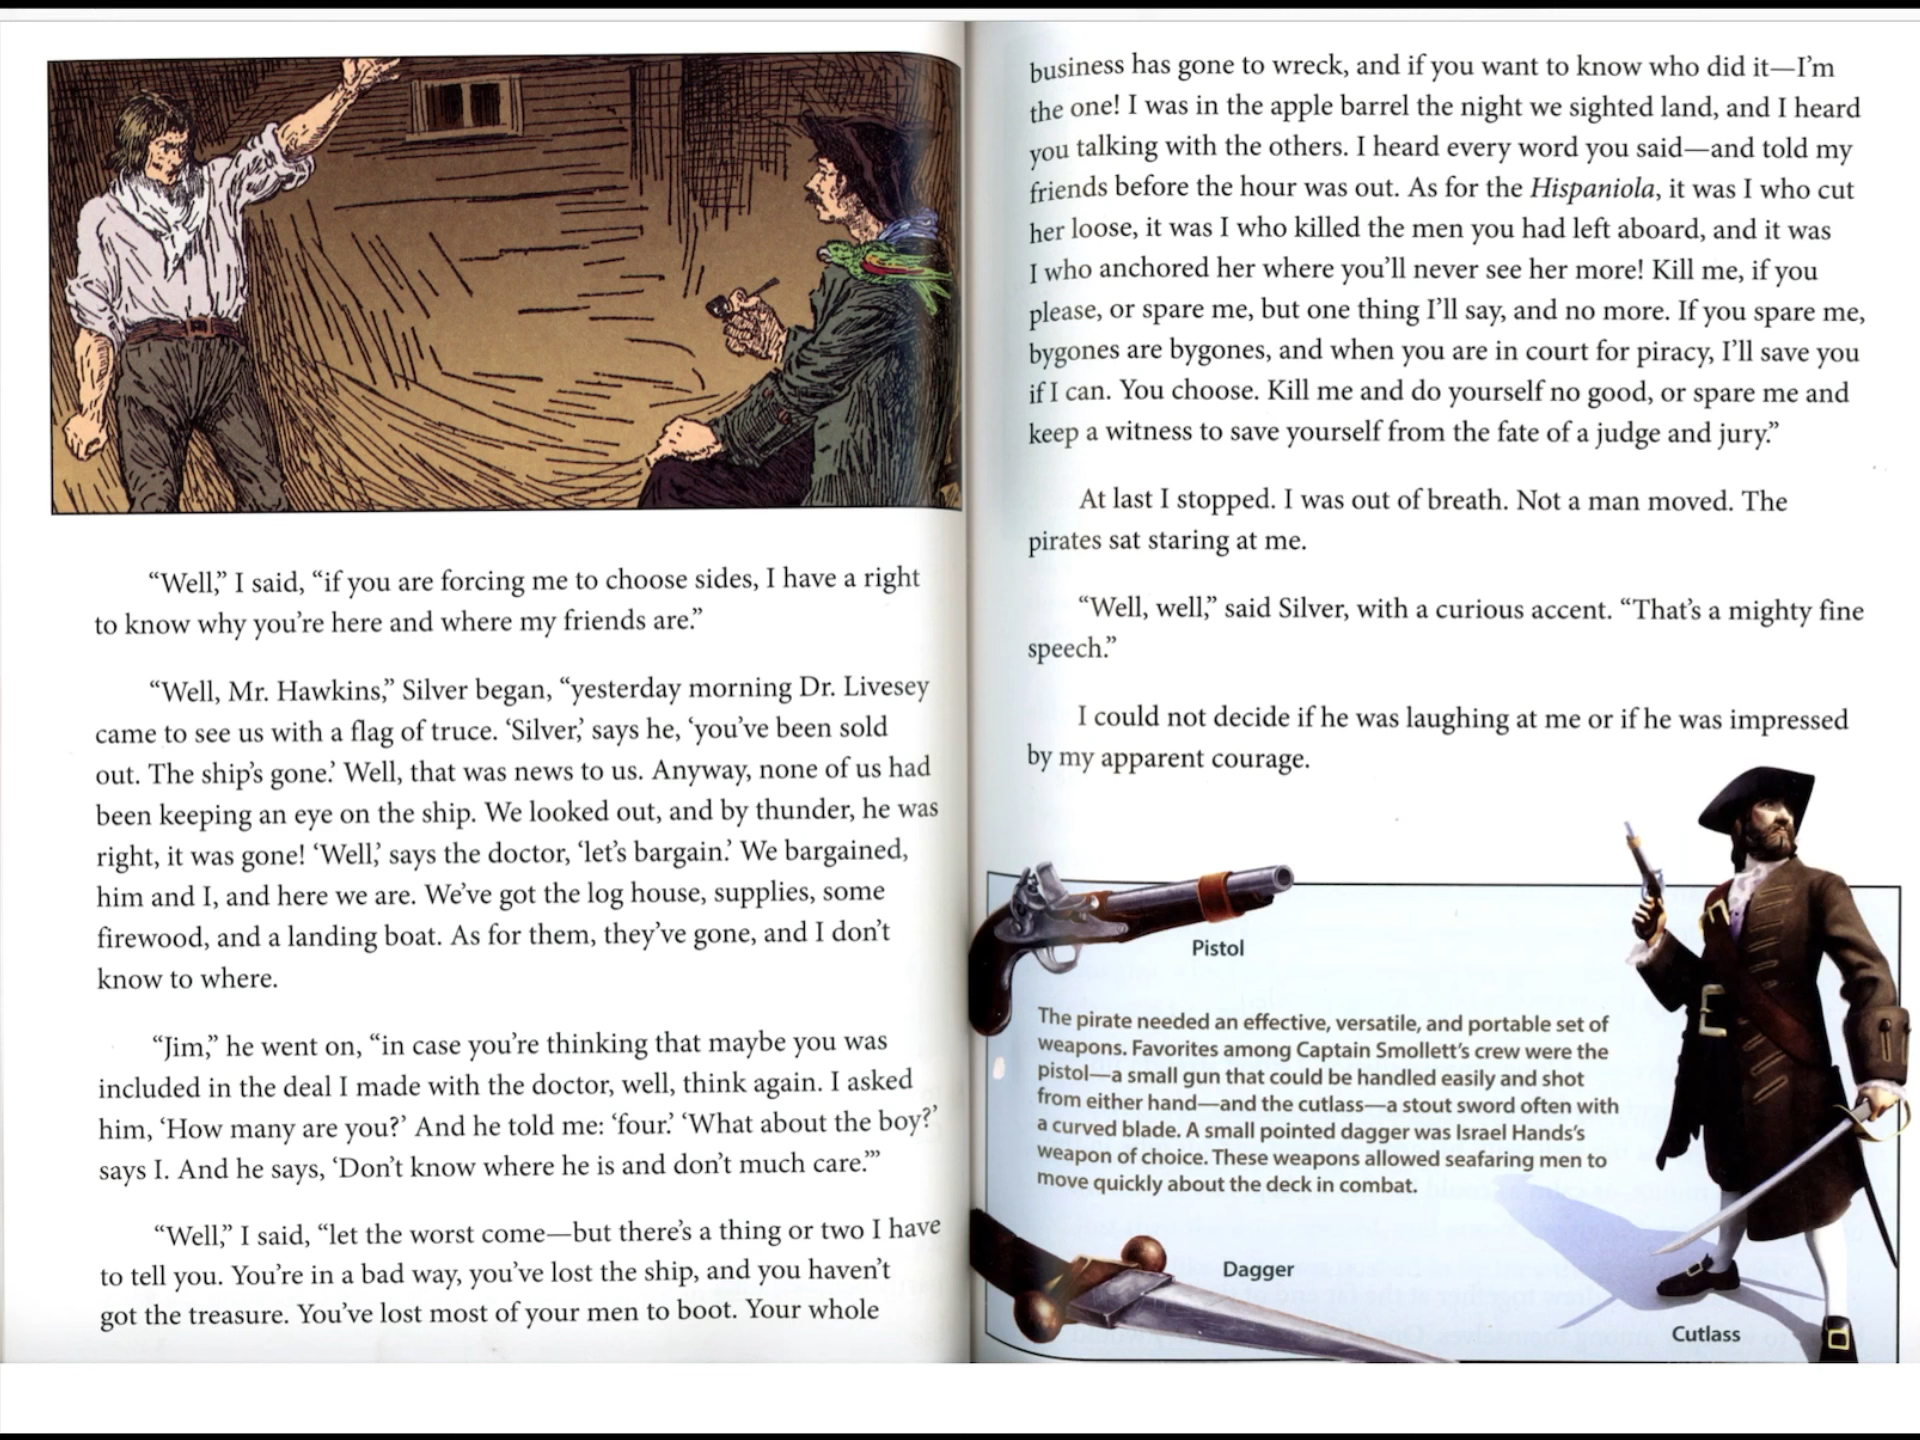 “Well,” I said, “if you are forcing me to choose sides, I have a right
to know why you’re here and where my friends are.”
“Well, Mr. Hawkins,” Silver began, “yesterday morning Dr. Livesey
came to see us with a flag of truce. ‘Silver,’ says he, ‘you’ve been sold
out. The ship’s gone.’ Well, that was news to us. Anyway, none of us had
been keeping an eye on the ship. We looked out, and by thunder, he was
right, it was gone! ‘Well,’ says the doctor, ‘let’s bargain.’ We bargained,
him and I, and here we are. We’ve got the log house, supplies, some
firewood, and a landing boat. As for them, they’ve gone, and I don’t
know to where.
“Jim,” he went on, “in case you’re thinking that maybe you was
included in the deal I made with the doctor, well, think again. I asked
him, ‘How many are you?’ And he told me: ‘four.’ ‘What about the boy?’
says I. And he says, ‘Don’t know where he is and don’t much care.’”
“Well,” I said, “let the worst come—but there’s a thing or two I have
to tell you. You’re in a bad way, you’ve lost the ship, and you haven’t
got the treasure. You’ve lost most of your men to boot. Your whole
business has gone to wreck, and if you want to know who did it—I’m
the one! I was in the apple barrel the night we sighted land, and I heard
you talking with the others. I heard every word you said—and told my
friends before the hour was out. As for the Hispaniola, it was I who cut
her loose, it was I who killed the men you had left aboard, and it was
I who anchored her where you’ll never see her more! Kill me, if you
please, or spare me, but one thing I’ll say, and no more. If you spare me,
bygones are bygones, and when you are in court for piracy, I’ll save you
if I can. You choose. Kill me and do yourself no good, or spare me and
keep a witness to save yourself from the fate of a judge and jury.”
At last I stopped. I was out of breath. Not a man moved. The
pirates sat staring at me.
“Well, well,” said Silver, with a curious accent. “That’s a mighty fine
speech.”
I could not decide if he was laughing at me or if he was impressed
by my apparent courage.
Pistol
The pirate needed an effective, versatile, and portable set of
weapons. Favorites among Captain Smollett’s crew were the
pistol—a small gun that could be handled easily and shot
from either hand—and the cutlass—a stout sword often with
a curved blade. A small pointed dagger was Israel Hands’s
weapon of choice. These weapons allowed seafaring men to
move quickly about the deck in combat.
Dagger
Cutlass